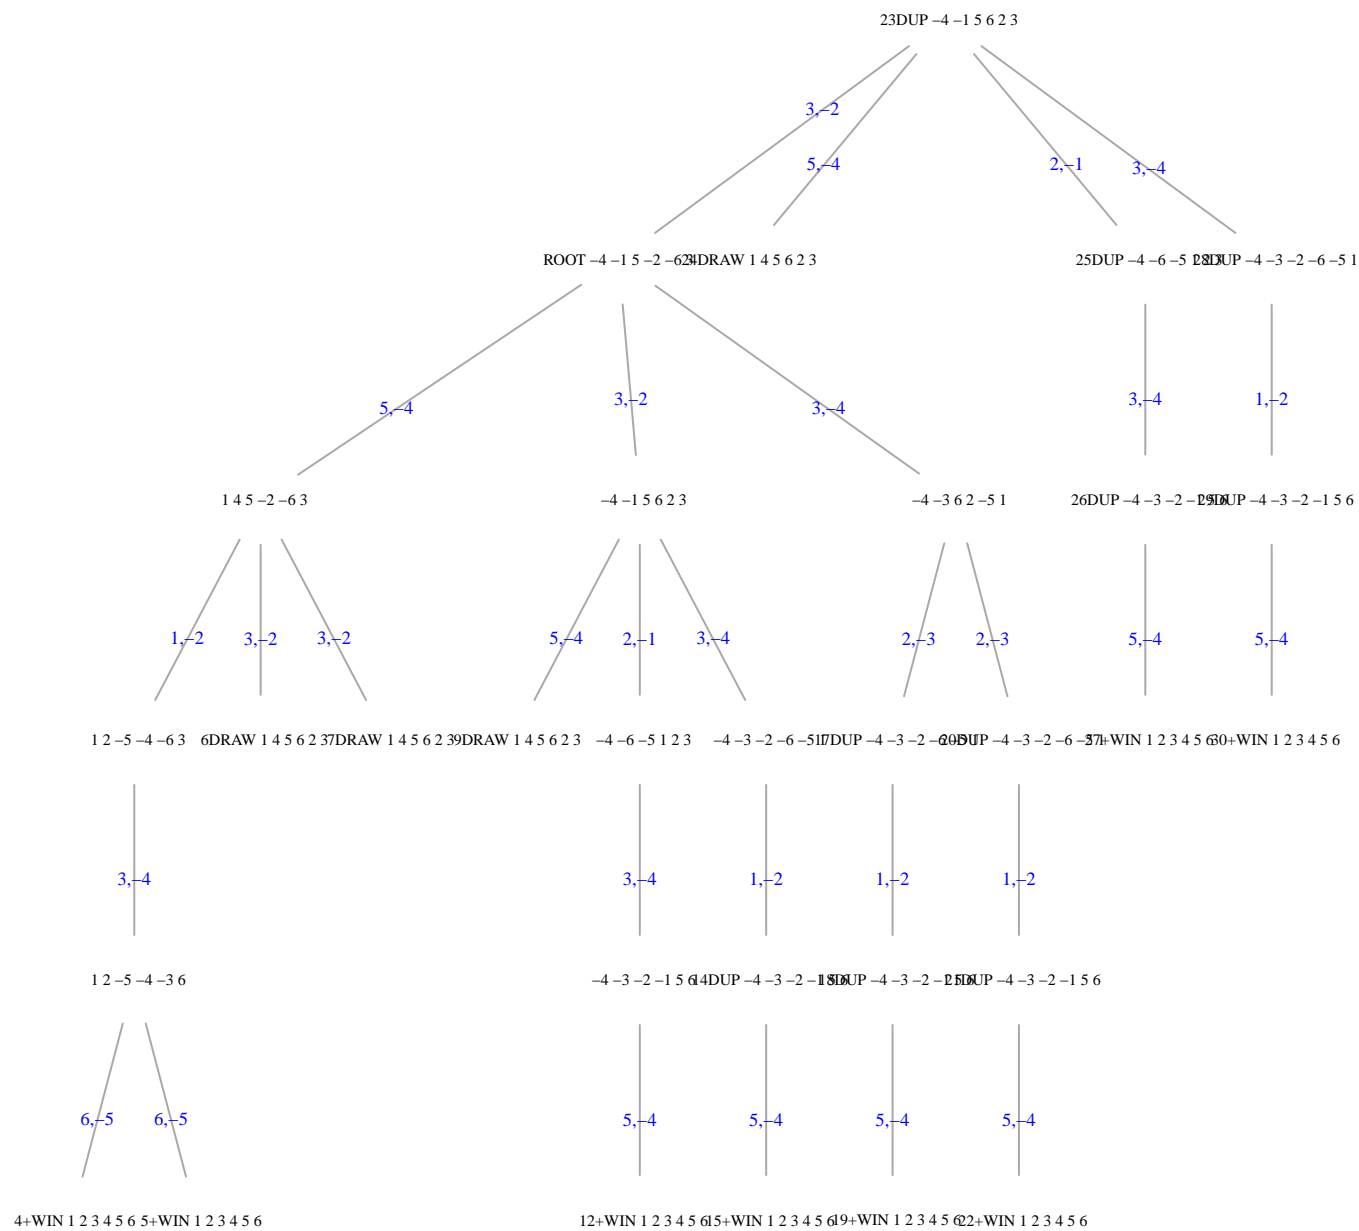 23DUP –4 –1 5 6 2 3
3,–2
5,–4
2,–1
3,–4
ROOT –4 –1 5 –2 –6 3
24DRAW 1 4 5 6 2 3
25DUP –4 –6 –5 1 2 3
28DUP –4 –3 –2 –6 –5 1
5,–4
3,–2
3,–4
3,–4
1,–2
1 4 5 –2 –6 3
–4 –1 5 6 2 3
–4 –3 6 2 –5 1
26DUP –4 –3 –2 –1 5 6
29DUP –4 –3 –2 –1 5 6
1,–2
3,–2
3,–2
5,–4
2,–1
3,–4
2,–3
2,–3
5,–4
5,–4
1 2 –5 –4 –6 3
6DRAW 1 4 5 6 2 3
7DRAW 1 4 5 6 2 3
9DRAW 1 4 5 6 2 3
–4 –6 –5 1 2 3
–4 –3 –2 –6 –5 1
17DUP –4 –3 –2 –6 –5 1
20DUP –4 –3 –2 –6 –5 1
27+WIN 1 2 3 4 5 6
30+WIN 1 2 3 4 5 6
3,–4
3,–4
1,–2
1,–2
1,–2
1 2 –5 –4 –3 6
–4 –3 –2 –1 5 6
14DUP –4 –3 –2 –1 5 6
18DUP –4 –3 –2 –1 5 6
21DUP –4 –3 –2 –1 5 6
6,–5
6,–5
5,–4
5,–4
5,–4
5,–4
4+WIN 1 2 3 4 5 6
5+WIN 1 2 3 4 5 6
12+WIN 1 2 3 4 5 6
15+WIN 1 2 3 4 5 6
19+WIN 1 2 3 4 5 6
22+WIN 1 2 3 4 5 6